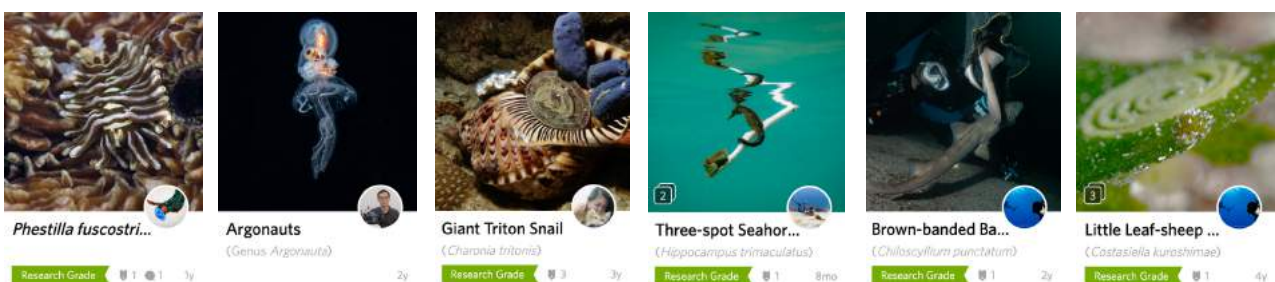 Phestilla fuscostri...
Research Grade 1 1 1y
Argonauts
(Genus Argonauta)
2y
Giant Triton Snail
(Charonia tritonis)
Research Grade 3 3y
2
Three-spot Seahor...
(Hippocampus trimaculatus)
Research Grade 1 8mo
Brown-banded Ba...
(Chiloscyllium punctatum)
Research Grade 1 2y
3
Little Leaf-sheep ...
(Costasiella kuroshimae)
Research Grade 1 4y